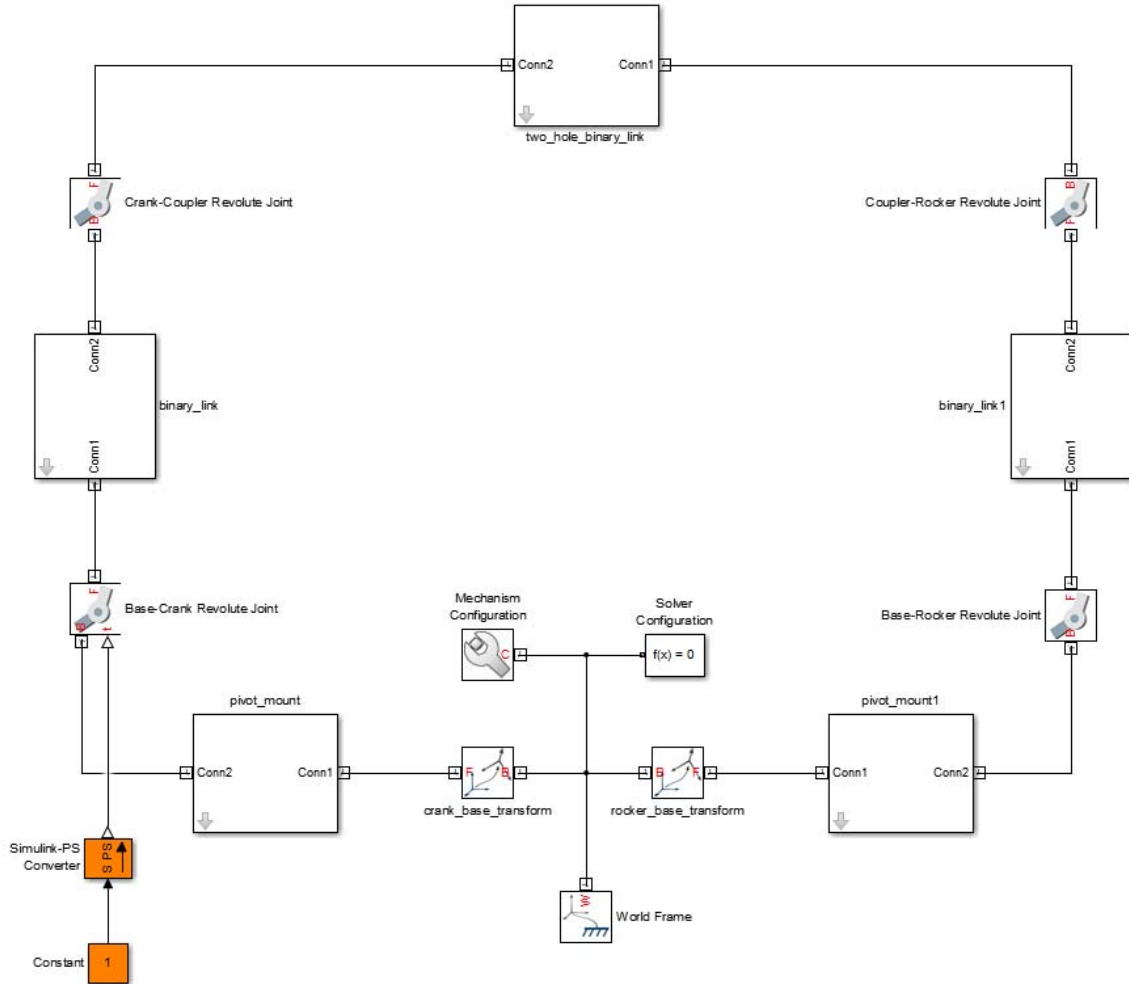 Conn2
Conn1
two_hole_binary_link
F
B
Crank-Coupler Revolute Joint
Coupler-Rocker Revolute Joint
B
F
Conn2
Conn1
binary_link
binary_link1
Conn2
Conn1
F
B
t
Base-Crank Revolute Joint
Mechanism
Configuration
C
Solver
Configuration
f(x) = 0
Base-Rocker Revolute Joint
F
B
pivot_mount
Conn2
Conn1
F
B
crank_base_transform
B
F
rocker_base_transform
pivot_mount1
Conn1
Conn2
Simulink-PS
Converter
S PS
W
World Frame
Constant
1